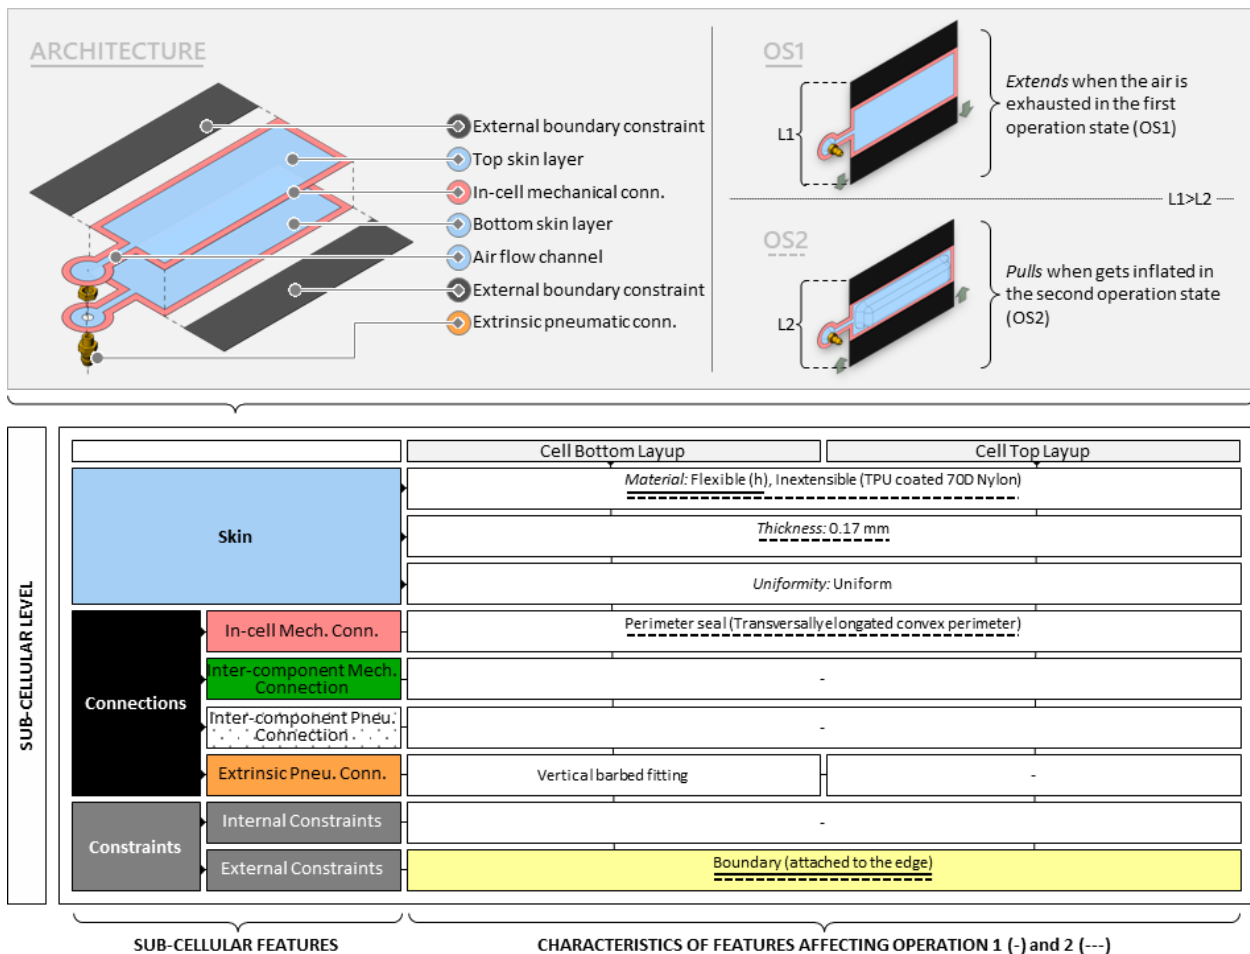 ARCHITECTURE
External boundary constraint
Top skin layer
In-cell mechanical conn.
Bottom skin layer
Air flow channel
External boundary constraint
Extrinsic pneumatic conn.
OS1
L1
Extends when the air is
exhausted in the first
operation state (OS1)
L1>L2
OS2
L2
Pulls when gets inflated in
the second operation state
(OS2)
SUB-CELLULAR LEVEL
Cell Bottom Layup
Cell Top Layup
Skin
Material: Flexible (h), Inextensible (TPU coated 70D Nylon)
Thickness: 0.17 mm
Uniformity: Uniform
Connections
In-cell Mech. Conn.
Perimeter seal (Transversally elongated convex perimeter)
Inter-component Mech.
Connection
-
Inter-component Pneu.
Connection
-
Extrinsic Pneu. Conn.
Vertical barbed fitting
-
Constraints
Internal Constraints
-
External Constraints
Boundary (attached to the edge)
SUB-CELLULAR FEATURES
CHARACTERISTICS OF FEATURES AFFECTING OPERATION 1 (-) and 2 (---)